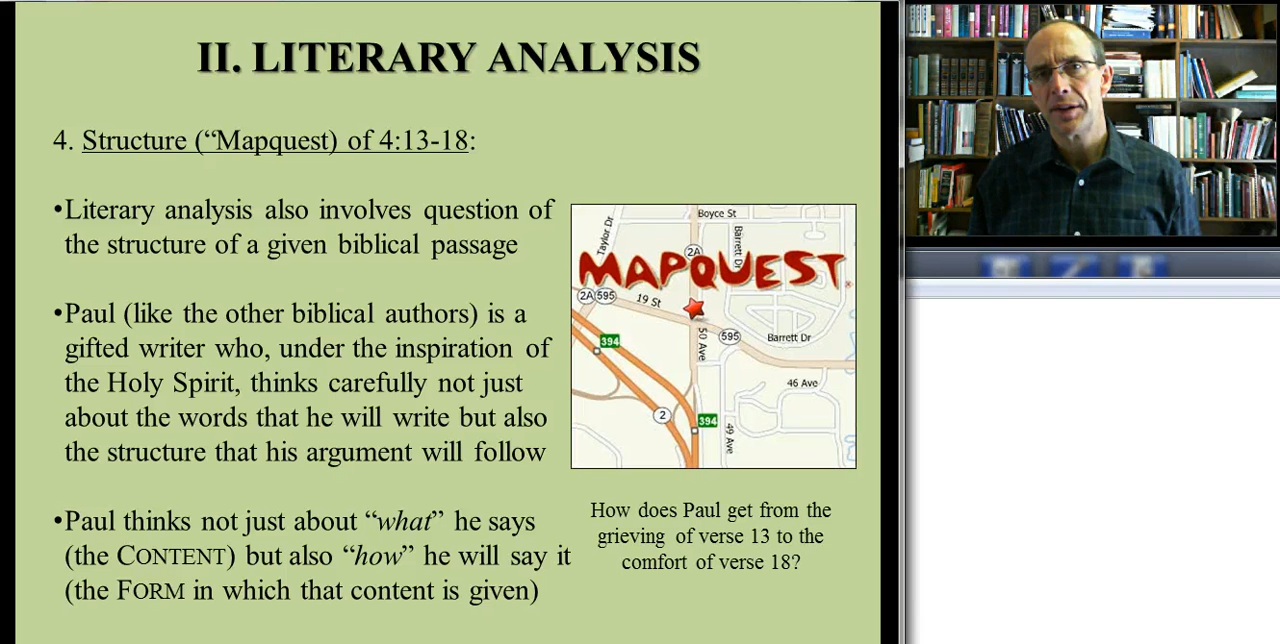 II. LITERARY ANALYSIS
4. Structure (“Mapquest) of 4:13-18:
•Literary analysis also involves question of
the structure of a given biblical passage
•Paul (like the other biblical authors) is a
gifted writer who, under the inspiration of
the Holy Spirit, thinks carefully not just
about the words that he will write but also
the structure that his argument will follow
•Paul thinks not just about “what” he says
(the CONTENT) but also “how” he will say it
(the FORM in which that content is given)
Boyce St
Taylor Dr
Barrett Dr
2A
MAPQUEST
2A 595
19 St
394
50 Ave
595
Barrett Dr
46 Ave
2
394
49 Ave
How does Paul get from the
grieving of verse 13 to the
comfort of verse 18?